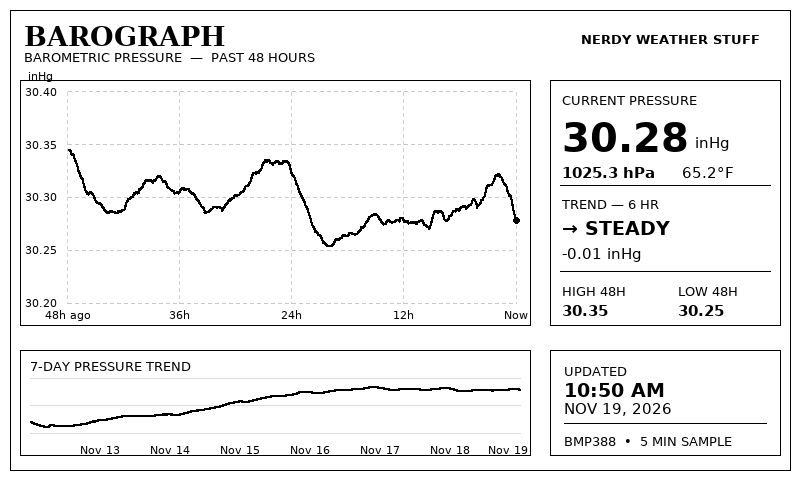 BAROGRAPH
BAROMETRIC PRESSURE — PAST 48 HOURS
NERDY WEATHER STUFF
inHg
30.40
30.35
30.30
30.25
30.20
48h ago 36h 24h 12h Now
CURRENT PRESSURE
30.28 inHg
1025.3 hPa 65.2°F
TREND — 6 HR
→ STEADY
-0.01 inHg
HIGH 48H LOW 48H
30.35 30.25
7-DAY PRESSURE TREND
Nov 13 Nov 14 Nov 15 Nov 16 Nov 17 Nov 18 Nov 19
UPDATED
10:50 AM
NOV 19, 2026
BMP388 • 5 MIN SAMPLE